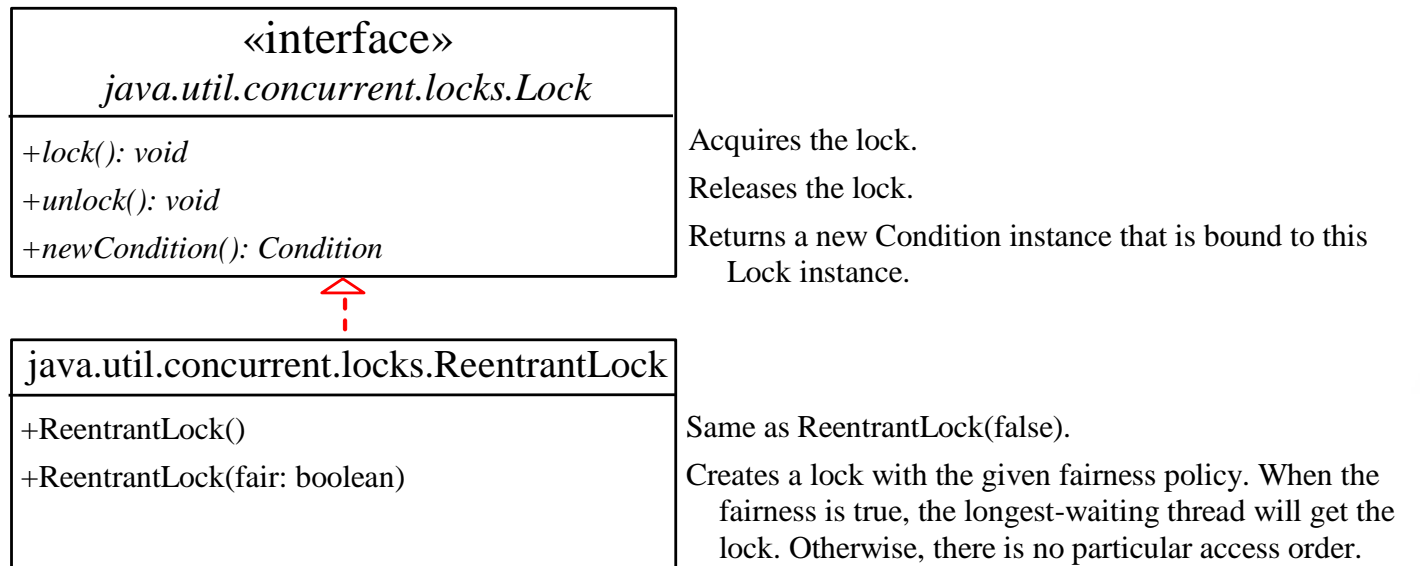 «interface»
java.util.concurrent.locks.Lock
+lock(): void
Acquires the lock.
+unlock(): void
Releases the lock.
+newCondition(): Condition
Returns a new Condition instance that is bound to this
Lock instance.
java.util.concurrent.locks.ReentrantLock
+ReentrantLock()
Same as ReentrantLock(false).
+ReentrantLock(fair: boolean)
Creates a lock with the given fairness policy. When the
fairness is true, the longest-waiting thread will get the
lock. Otherwise, there is no particular access order.